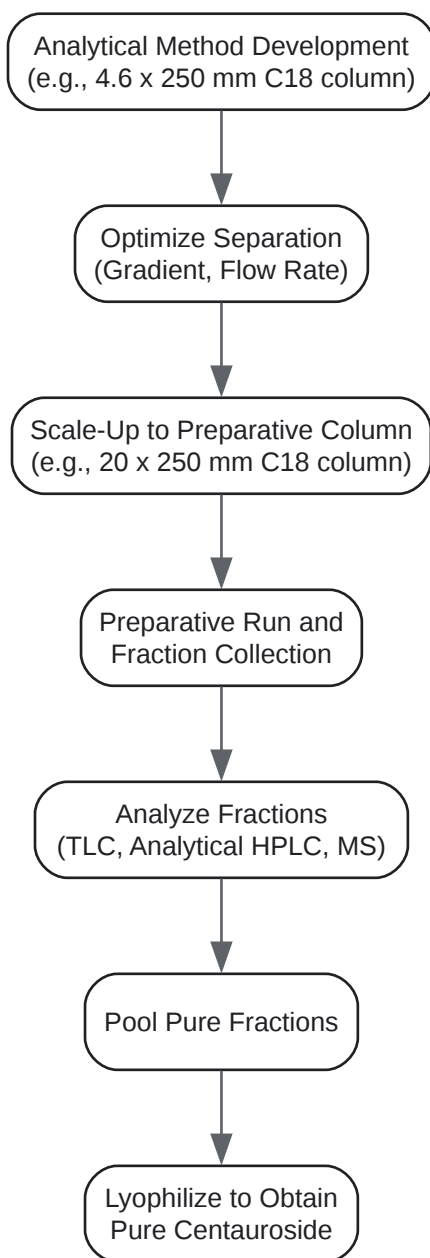 Analytical Method Development
(e.g., 4.6 x 250 mm C18 column)
Optimize Separation
(Gradient, Flow Rate)
Scale-Up to Preparative Column
(e.g., 20 x 250 mm C18 column)
Preparative Run and
Fraction Collection
Analyze Fractions
(TLC, Analytical HPLC, MS)
Pool Pure Fractions
Lyophilize to Obtain
Pure Centauroside